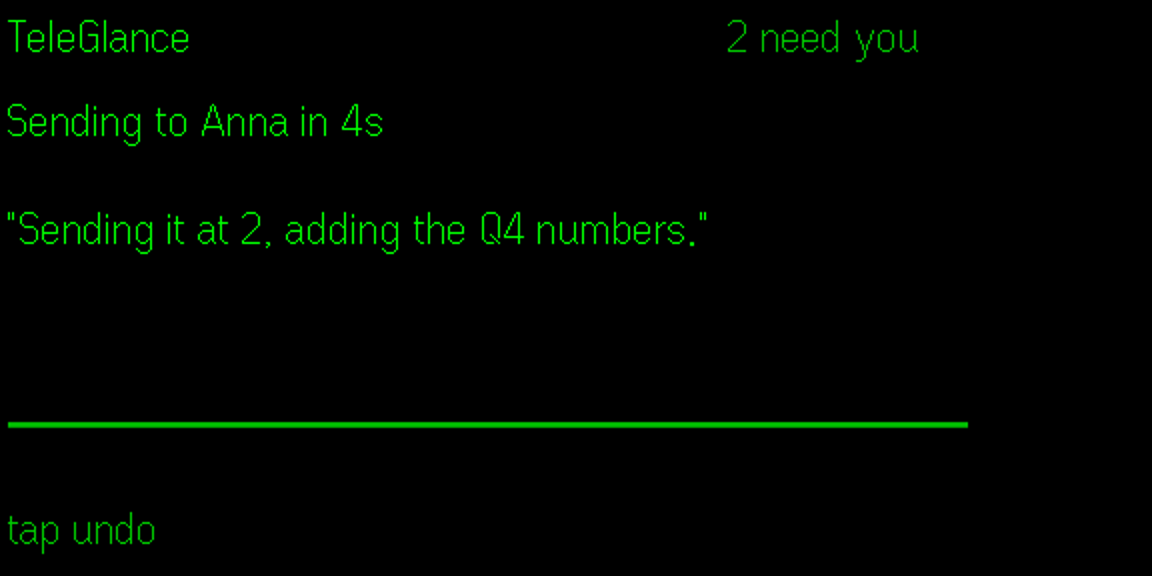 TeleGlance 2 need you
Sending to Anna in 4s
"Sending it at 2, adding the Q4 numbers."
tap undo